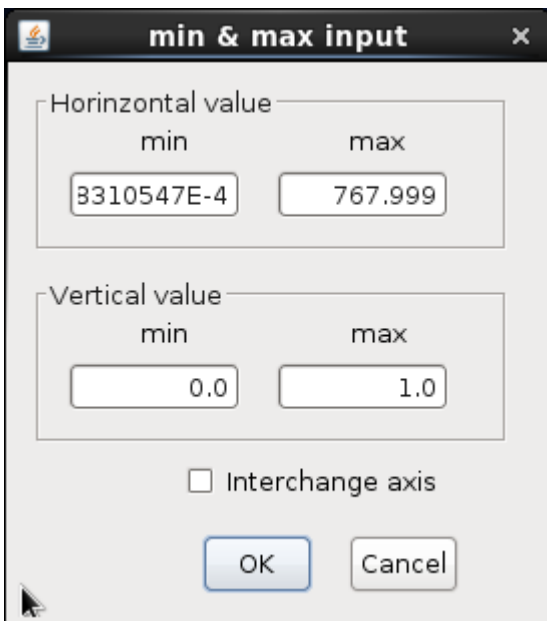 min & max input
Horinzontal value
min max
3310547E-4 767.999
Vertical value
min max
0.0 1.0
Interchange axis
OK Cancel